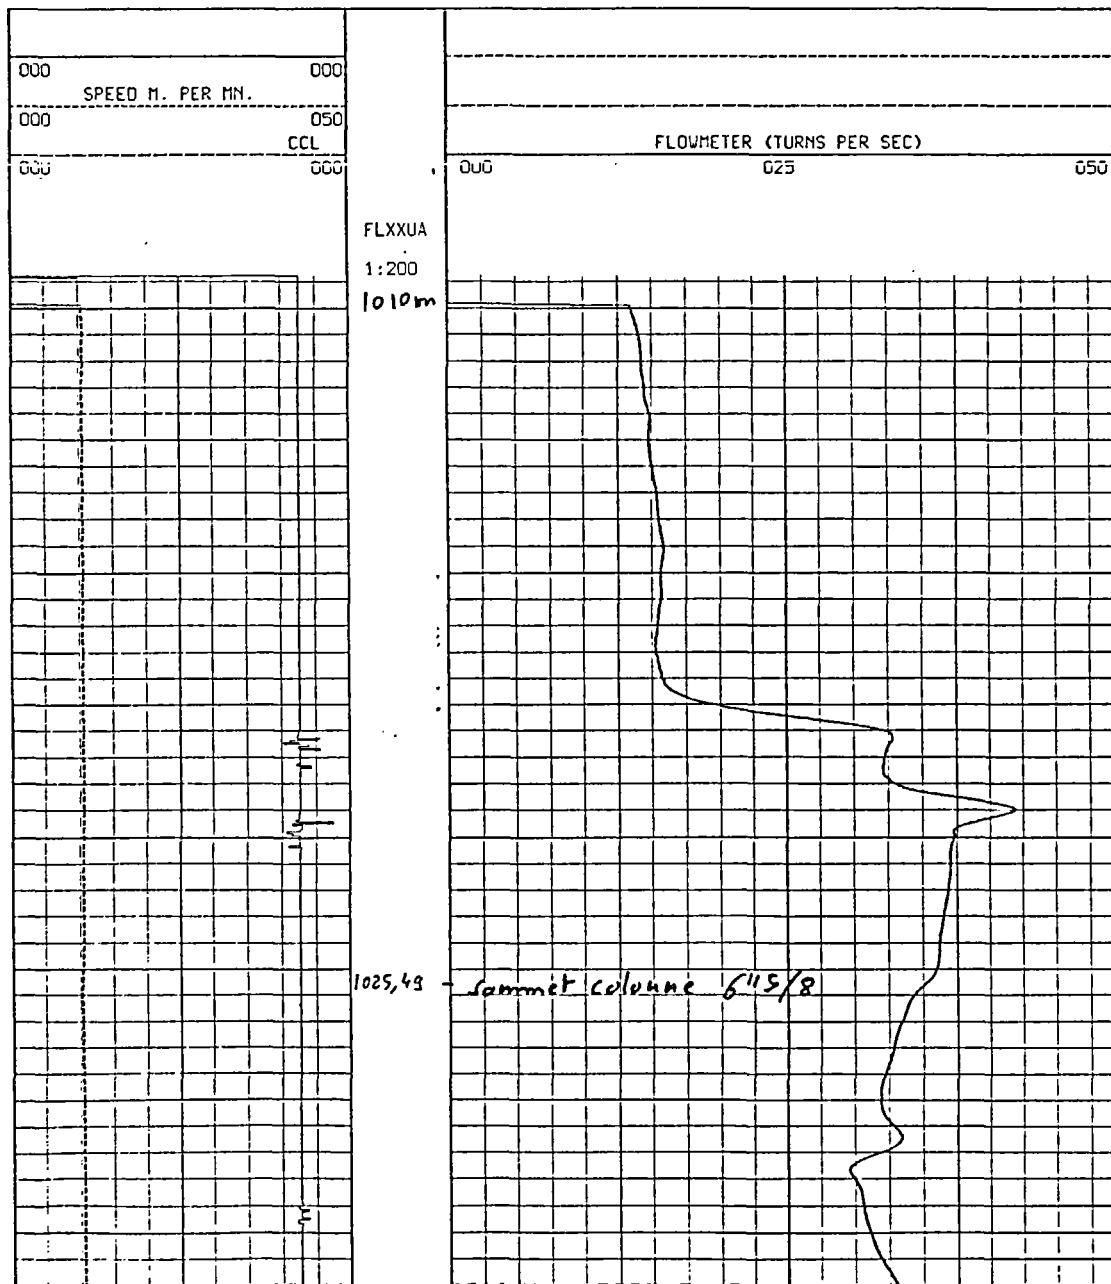 000 000
SPEED M. PER MN.
000 050
CCL
000 000
FLOWMETER (TURNS PER SEC)
000 025 050
FLXXUA
1:200
1010m
1025,49 - sommet colonne 6"5/8